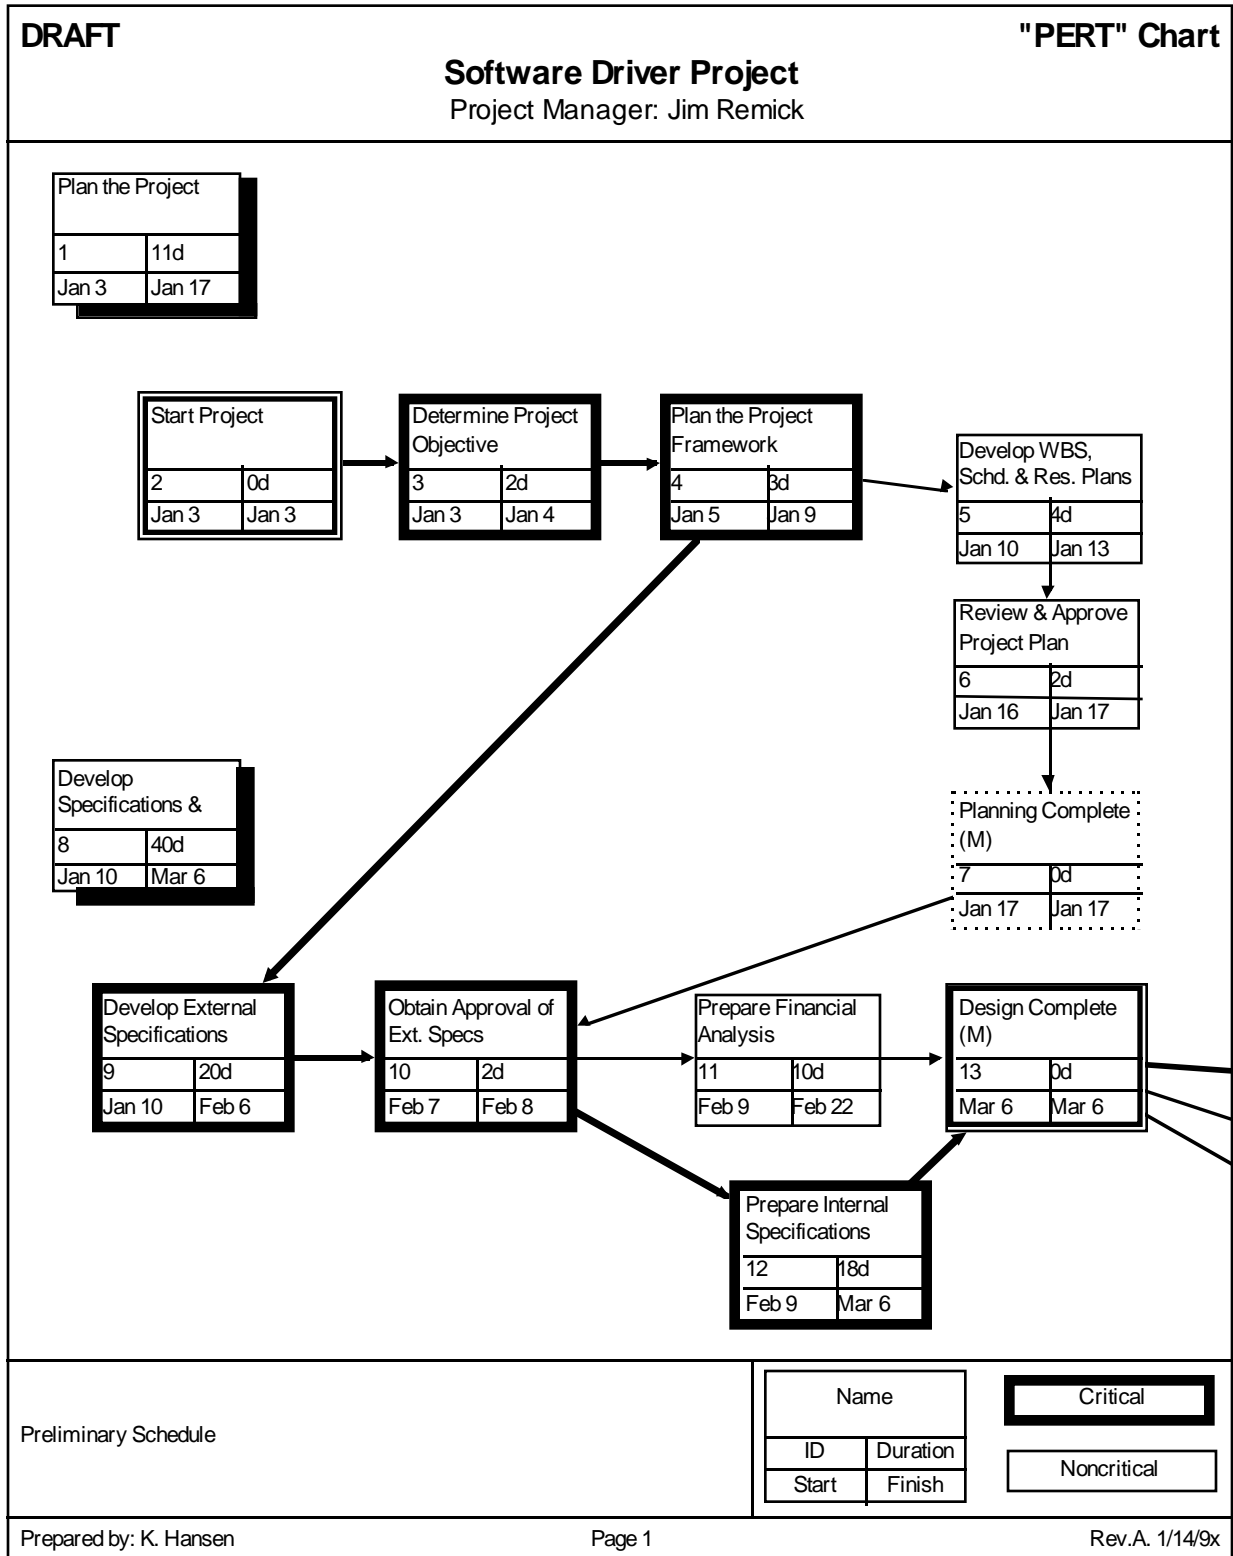 DRAFT
"PERT" Chart
Software Driver Project
Project Manager: Jim Remick
Plan the Project
1 11d
Jan 3 Jan 17
Start Project
2 0d
Jan 3 Jan 3
Determine Project
Objective
3 2d
Jan 3 Jan 4
Plan the Project
Framework
4 3d
Jan 5 Jan 9
Develop WBS,
Schd. & Res. Plans
5 4d
Jan 10 Jan 13
Review & Approve
Project Plan
6 2d
Jan 16 Jan 17
Develop
Specifications &
8 40d
Jan 10 Mar 6
Planning Complete
(M)
7 0d
Jan 17 Jan 17
Develop External
Specifications
9 20d
Jan 10 Feb 6
Obtain Approval of
Ext. Specs
10 2d
Feb 7 Feb 8
Prepare Financial
Analysis
11 10d
Feb 9 Feb 22
Design Complete
(M)
13 0d
Mar 6 Mar 6
Prepare Internal
Specifications
12 18d
Feb 9 Mar 6
Preliminary Schedule
Name
ID Duration
Start Finish
Critical
Noncritical
Prepared by: K. Hansen
Page 1
Rev.A. 1/14/9x